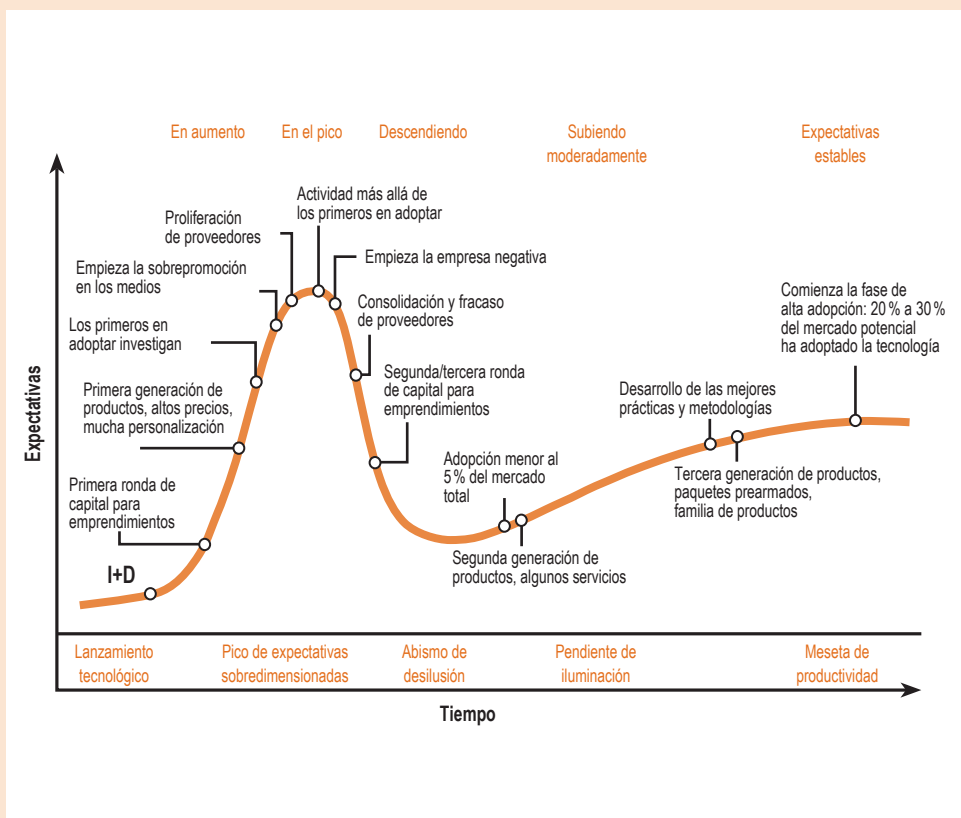 En aumento
En el pico
Descendiendo
Subiendo
moderadamente
Expectativas
estables
Actividad más allá de
los primeros en adoptar
Proliferación
de proveedores
Empieza la empresa negativa
Empieza la sobrepromoción
en los medios
Consolidación y fracaso
de proveedores
Comienza la fase de
alta adopción: 20 % a 30 %
del mercado potencial
ha adoptado la tecnología
Los primeros en
adoptar investigan
Segunda/tercera ronda
de capital para
emprendimientos
Primera generación de
productos, altos precios,
mucha personalización
Desarrollo de las mejores
prácticas y metodologías
Expectativas
Adopción menor al
5 % del mercado
total
Tercera generación de productos,
paquetes prearmados,
familia de productos
Primera ronda de
capital para
emprendimientos
Segunda generación de
productos, algunos servicios
I+D
Lanzamiento
tecnológico
Pico de expectativas
sobredimensionadas
Abismo de
desilusión
Pendiente de
iluminación
Meseta de
productividad
Tiempo